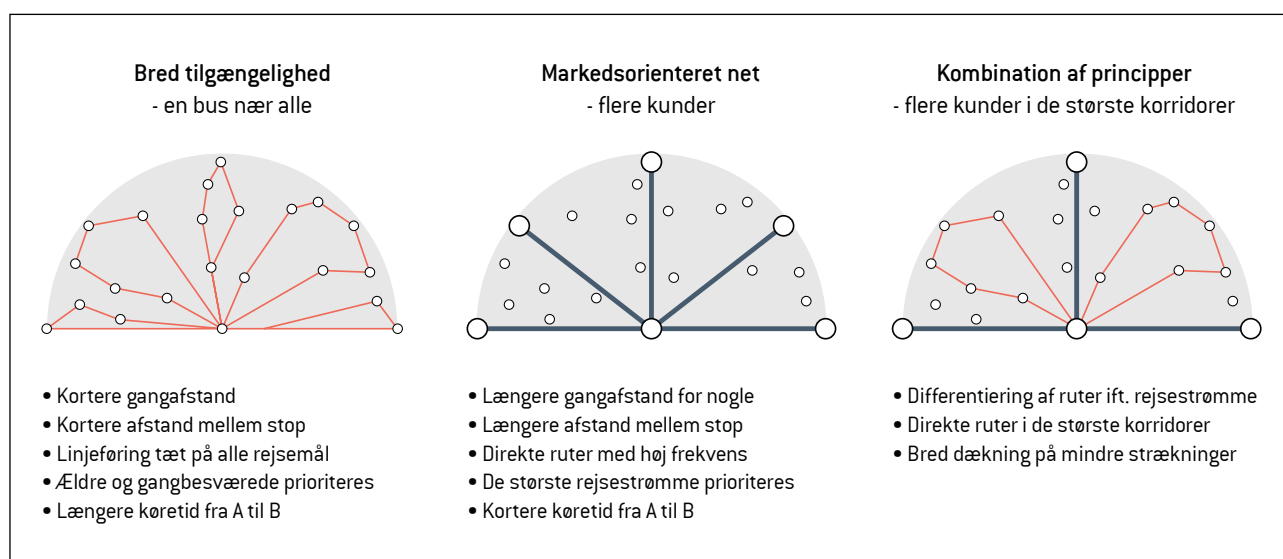 Bred tilgængelighed
- en bus nær alle
• Kortere gangafstand
• Kortere afstand mellem stop
• Linjeføring tæt på alle rejsemål
• Ældre og gangbesværede prioriteres
• Længere køretid fra A til B
Markedsorienteret net
- flere kunder
• Længere gangafstand for nogle
• Længere afstand mellem stop
• Direkte ruter med høj frekvens
• De største rejsestrømme prioriteres
• Kortere køretid fra A til B
Kombination af principper
- flere kunder i de største korridorer
• Differentiering af ruter ift. rejsestrømme
• Direkte ruter i de største korridorer
• Bred dækning på mindre strækninger